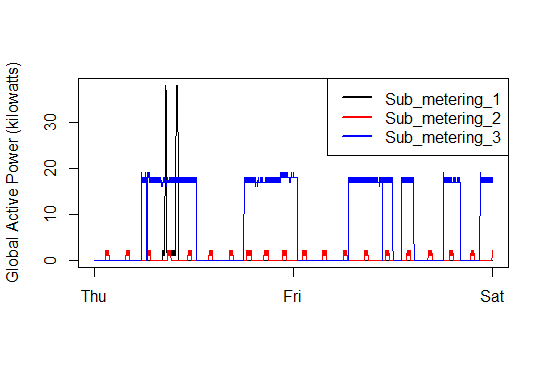 Global Active Power (kilowatts)
30
20
10
0
Sub_metering_1
Sub_metering_2
Sub_metering_3
Thu
Fri
Sat